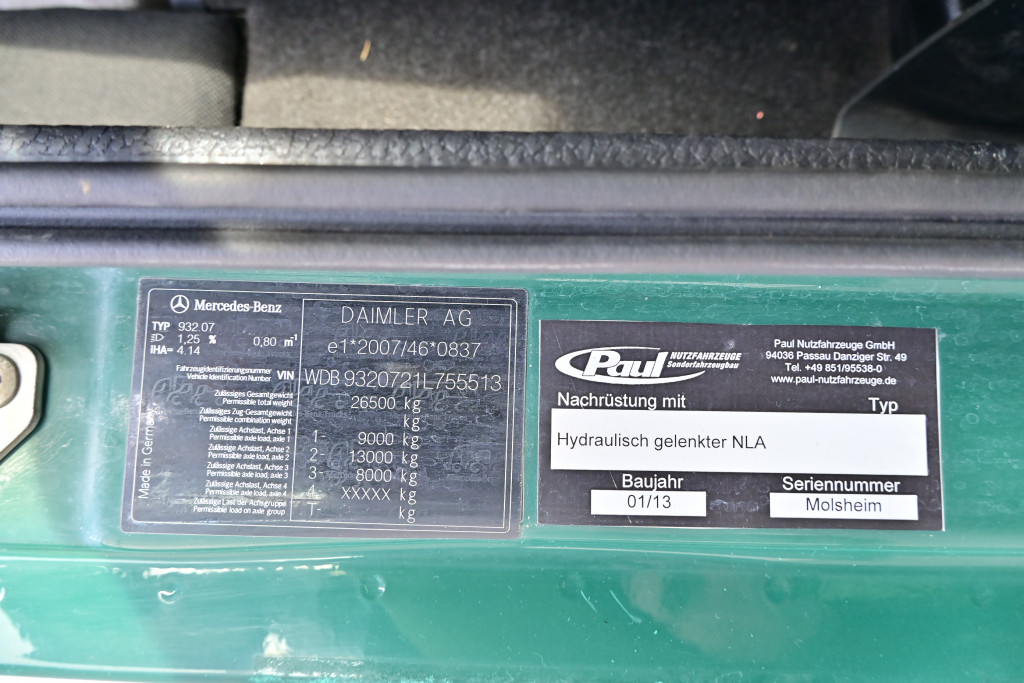 Mercedes-Benz
TYP 932.07
1,25 % 0,80 m⁻¹
IHA= 4.14
Fahrzeugidentifizierungsnummer
Vehicle Identification Number VIN
Zulässiges Gesamtgewicht
Permissible total weight
Zulässiges Zug-Gesamtgewicht
Permissible combination weight
Zulässige Achslast, Achse 1
Permissible axle load, axle 1
Zulässige Achslast, Achse 2
Permissible axle load, axle 2
Zulässige Achslast, Achse 3
Permissible axle load, axle 3
Zulässige Achslast, Achse 4
Permissible axle load, axle 4
Zulässige Last der Achsgruppe
Permissible load on axle group
Made in Germany
DAIMLER AG
e1*2007/46*0837
WDB9320721L755513
26500 kg
kg
1- 9000 kg
2- 13000 kg
3- 8000 kg
4- XXXXX kg
T- kg
Paul NUTZFAHRZEUGE
Sonderfahrzeugbau
Paul Nutzfahrzeuge GmbH
94036 Passau Danziger Str. 49
Tel. +49 851/95538-0
www.paul-nutzfahrzeuge.de
Nachrüstung mit Typ
Hydraulisch gelenkter NLA
Baujahr Seriennummer
01/13 Molsheim